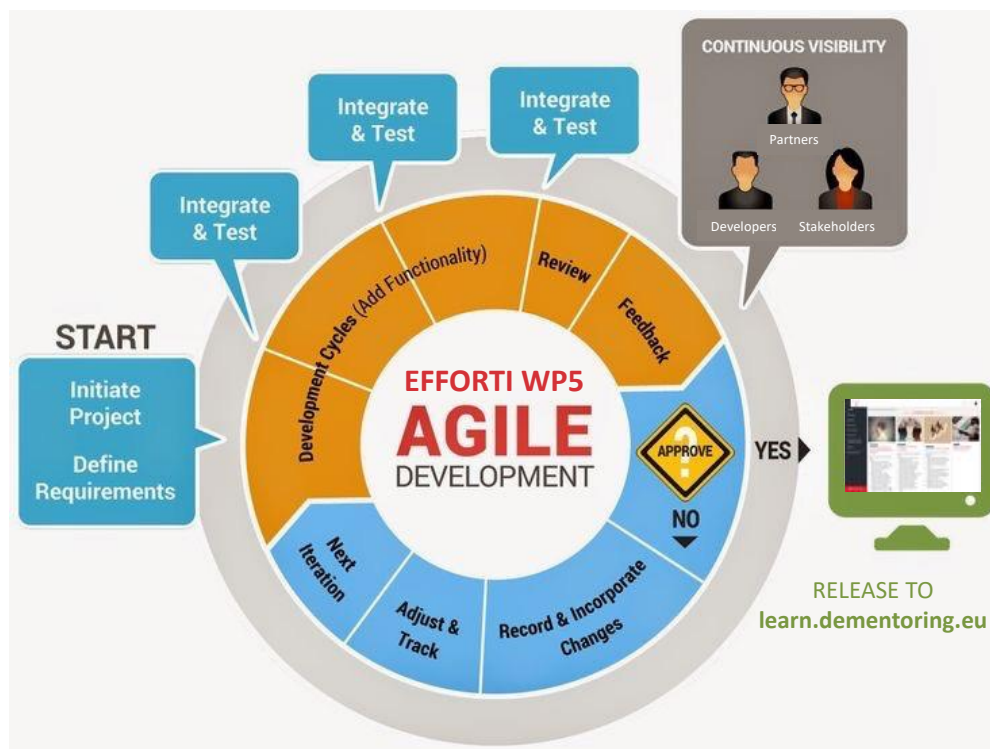 CONTINUOUS VISIBILITY
Partners
Developers
Stakeholders
Integrate
& Test
Integrate
& Test
Integrate
& Test
START
Initiate
Project
Define
Requirements
Development Cycles (Add Functionality)
Review
Feedback
EFFORTI WP5
AGILE
DEVELOPMENT
?
APPROVE
YES
NO
Record & Incorporate
Changes
Adjust &
Track
Next
Iteration
RELEASE TO
learn.dementoring.eu